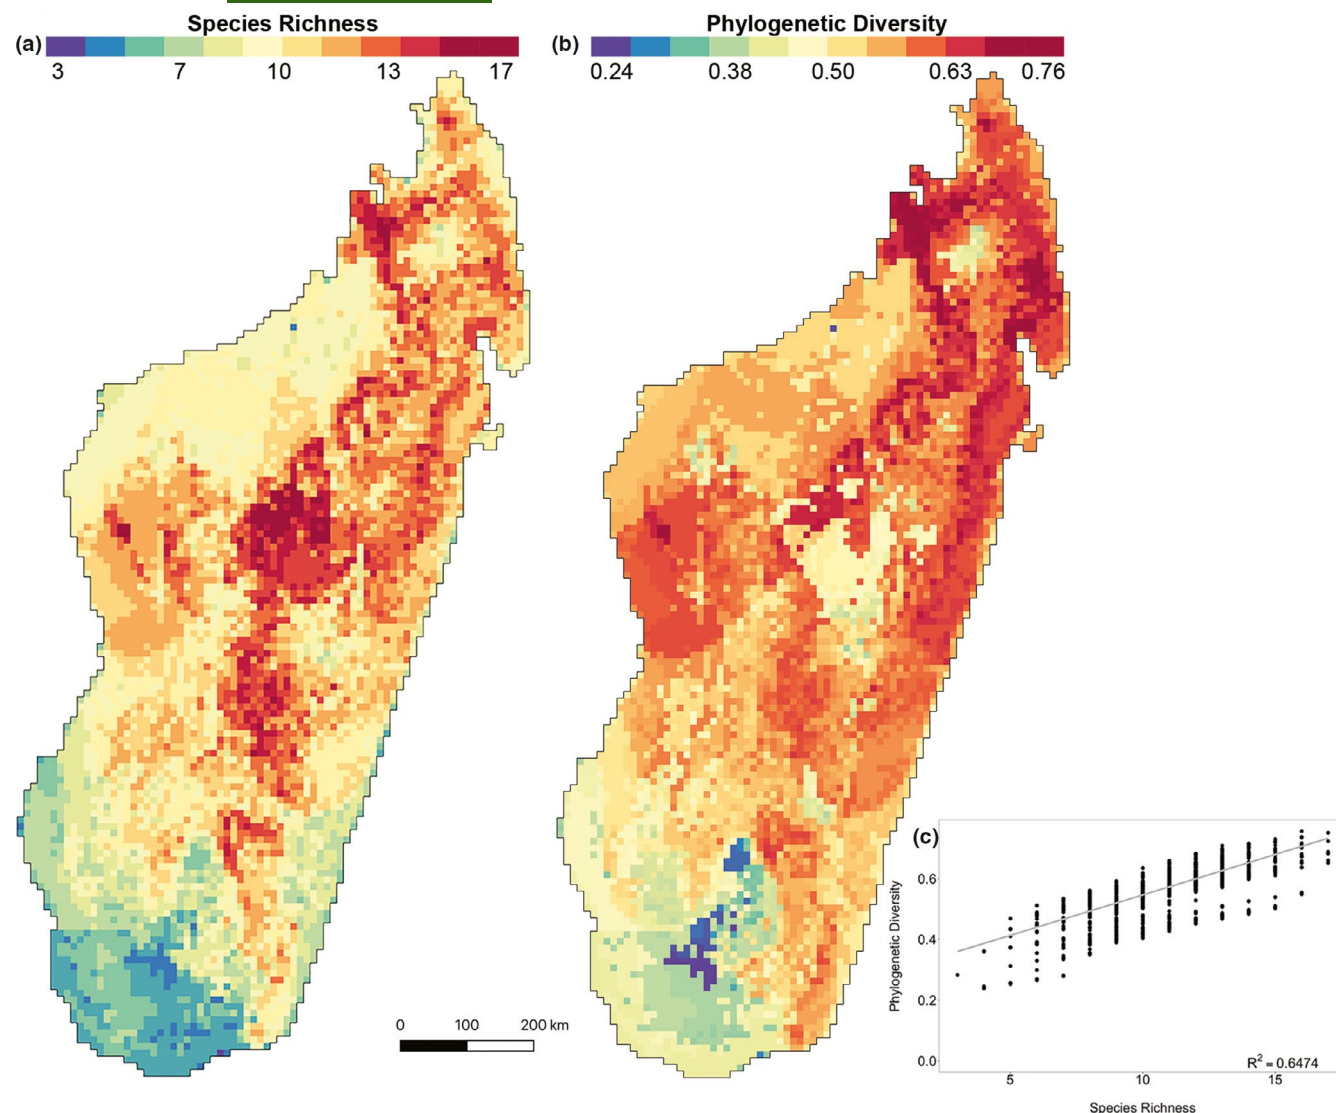 Species Richness
(a)
3 7 10 13 17
Phylogenetic Diversity
(b)
0.24 0.38 0.50 0.63 0.76
0 100 200 km
(c)
Phylogenetic Diversity
0.6
0.4
0.2
0.0
R² = 0.6474
5 10 15
Species Richness